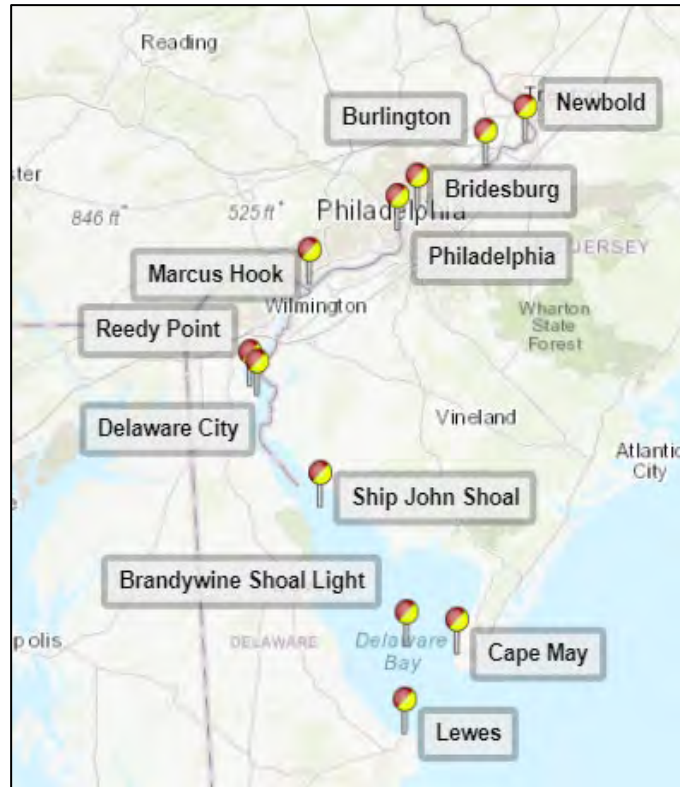 Reading
Newbold
Burlington
ster
846 ft
525 ft
Philadelphia
Bridesburg
JERSEY
Philadelphia
Marcus Hook
Wilmington
Wharton
State
Forest
Reedy Point
Delaware City
Vineland
Atlantic
City
Ship John Shoal
Brandywine Shoal Light
polis
DELAWARE
Delaware
Bay
Cape May
Lewes